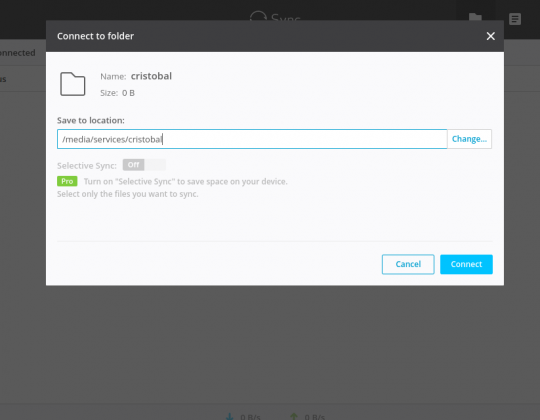 Sync
Connect to folder
onnected
us
Name: cristobal
Size: 0 B
Save to location:
/media/services/cristobal
Change...
Selective Sync: Off
Pro Turn on "Selective Sync" to save space on your device.
Select only the files you want to sync.
Cancel Connect
0 B/s 0 B/s